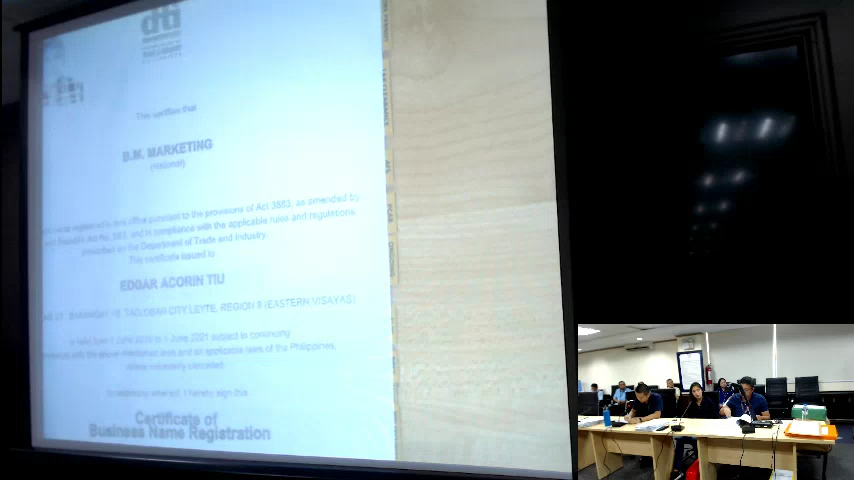 dti
This certifies that
B.M. MARKETING
(National)
registered in this office pursuant to the provisions of Act 3883, as amended by
and Republic Act No. 863, and in compliance with the applicable rules and regulations
prescribed by the Department of Trade and Industry.
This certificate issued to
EDGAR ACORIN TIU
TACLOBAN CITY LEYTE, REGION 8 (EASTERN VISAYAS)
is valid from 1 June 2016 to 1 June 2021 subject to continuing
compliance with the above-mentioned laws and all applicable laws of the Philippines,
unless voluntarily cancelled.
In testimony whereof, I hereby sign this
Certificate of
Business Name Registration